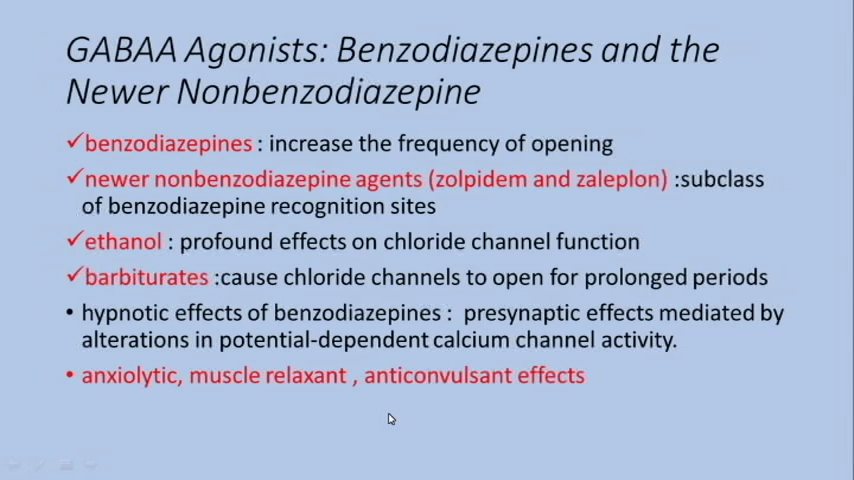 GABAA Agonists: Benzodiazepines and the
Newer Nonbenzodiazepine
✓benzodiazepines : increase the frequency of opening
✓newer nonbenzodiazepine agents (zolpidem and zaleplon) :subclass
of benzodiazepine recognition sites
✓ethanol : profound effects on chloride channel function
✓barbiturates :cause chloride channels to open for prolonged periods
• hypnotic effects of benzodiazepines : presynaptic effects mediated by
alterations in potential-dependent calcium channel activity.
• anxiolytic, muscle relaxant , anticonvulsant effects